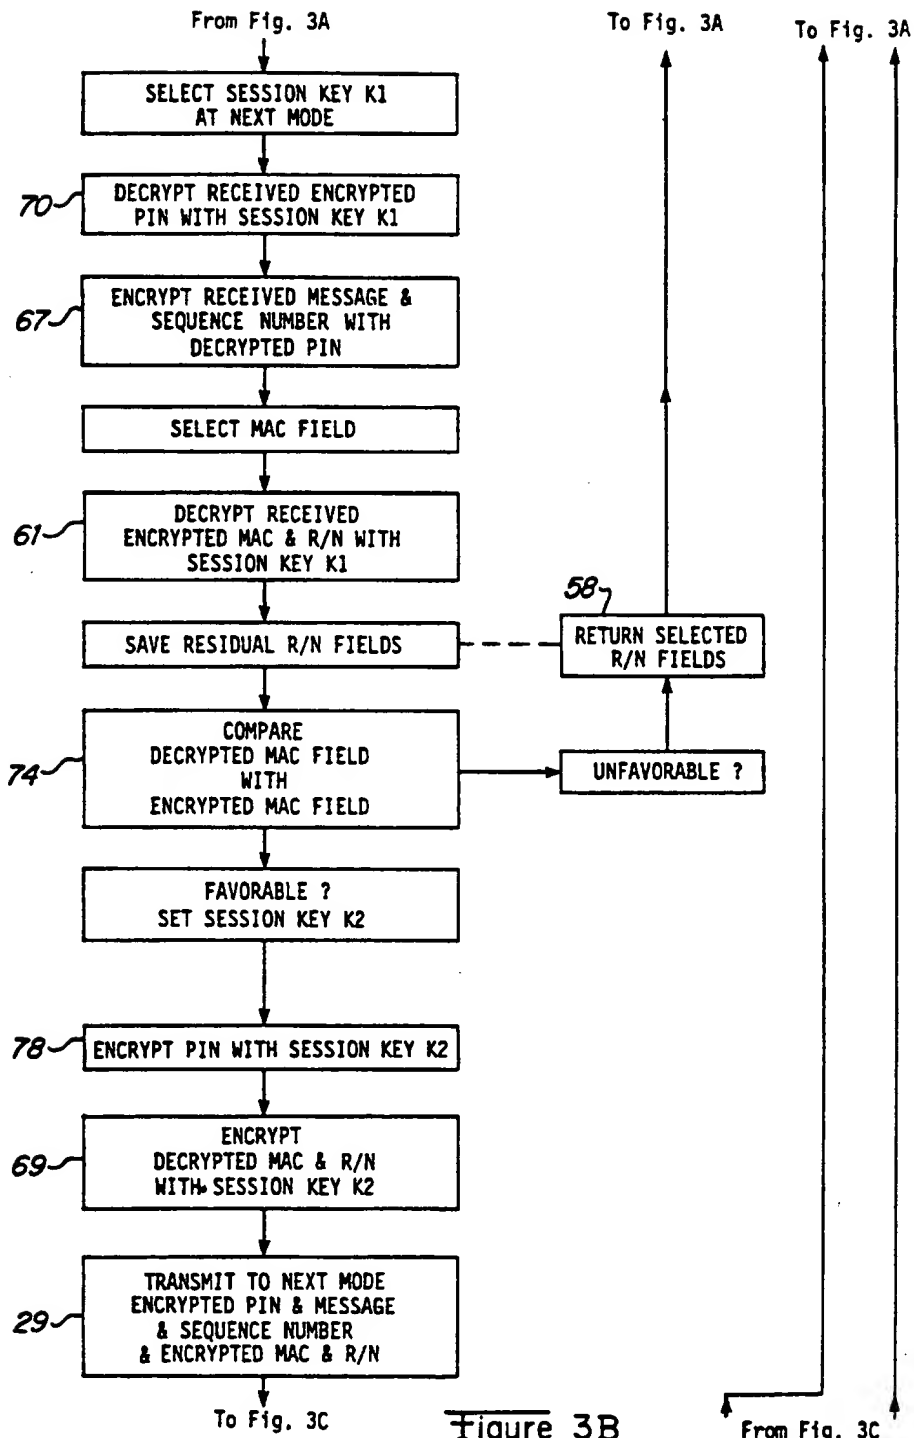 From Fig. 3A
To Fig. 3A
To Fig. 3A
SELECT SESSION KEY K1
AT NEXT MODE
70
DECRYPT RECEIVED ENCRYPTED
PIN WITH SESSION KEY K1
67
ENCRYPT RECEIVED MESSAGE &
SEQUENCE NUMBER WITH
DECRYPTED PIN
SELECT MAC FIELD
61
DECRYPT RECEIVED
ENCRYPTED MAC & R/N WITH
SESSION KEY K1
SAVE RESIDUAL R/N FIELDS
58
RETURN SELECTED
R/N FIELDS
74
COMPARE
DECRYPTED MAC FIELD
WITH
ENCRYPTED MAC FIELD
UNFAVORABLE ?
FAVORABLE ?
SET SESSION KEY K2
78
ENCRYPT PIN WITH SESSION KEY K2
69
ENCRYPT
DECRYPTED MAC & R/N
WITH SESSION KEY K2
29
TRANSMIT TO NEXT MODE
ENCRYPTED PIN & MESSAGE
& SEQUENCE NUMBER
& ENCRYPTED MAC & R/N
To Fig. 3C
Figure 3B
From Fig. 3C